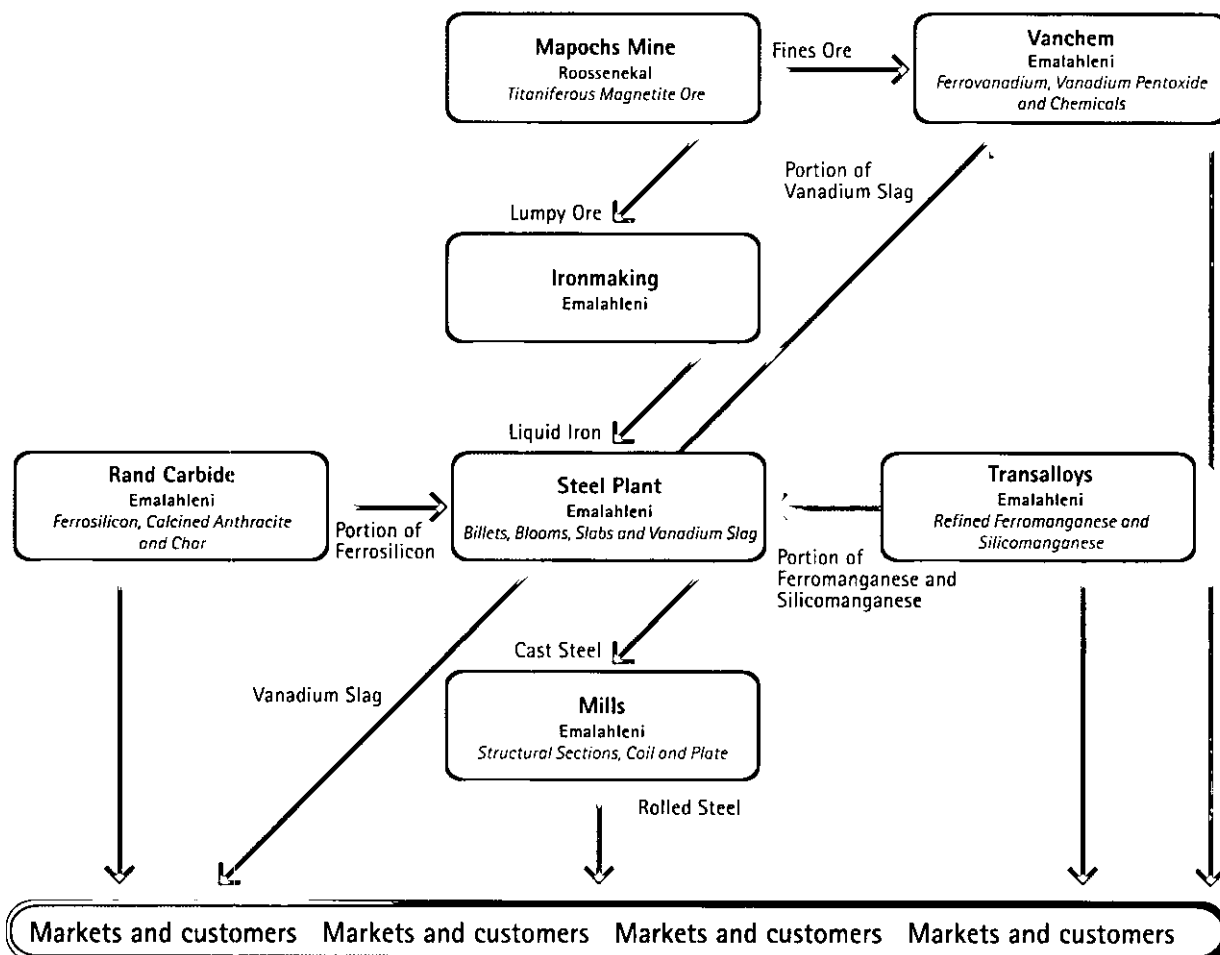 Mapochs Mine
Roossenekal
Titaniferous Magnetite Ore
Fines Ore
Vanchem
Emalahleni
Ferrovanadium, Vanadium Pentoxide
and Chemicals
Portion of
Vanadium Slag
Lumpy Ore
Ironmaking
Emalahleni
Liquid Iron
Rand Carbide
Emalahleni
Ferrosilicon, Calcined Anthracite
and Char
Portion of
Ferrosilicon
Steel Plant
Emalahleni
Billets, Blooms, Slabs and Vanadium Slag
Transalloys
Emalahleni
Refined Ferromanganese and
Silicomanganese
Portion of
Ferromanganese and
Silicomanganese
Cast Steel
Vanadium Slag
Mills
Emalahleni
Structural Sections, Coil and Plate
Rolled Steel
Markets and customers Markets and customers Markets and customers Markets and customers